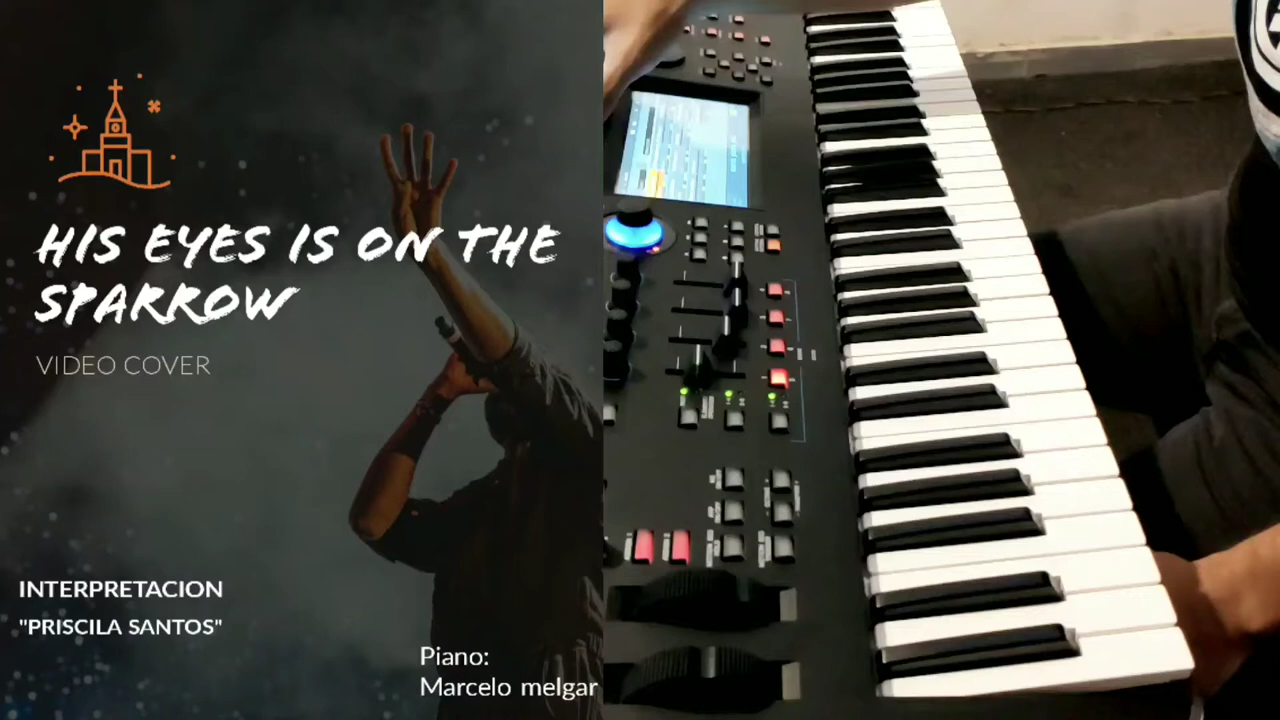 HIS EYES IS ON THE
SPARROW
VIDEO COVER
INTERPRETACION
"PRISCILA SANTOS"
Piano:
Marcelo melgar